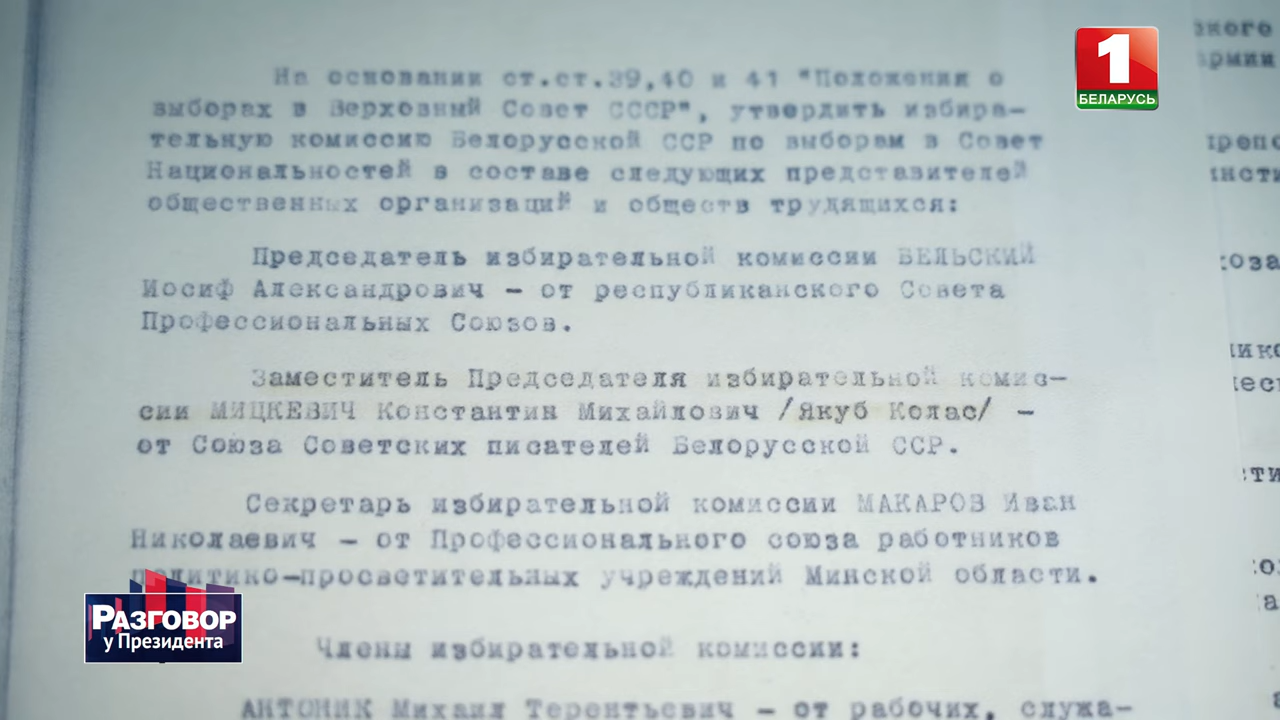 На основании ст.ст.39,40 и 41 "Положения о
выборах в Верховный Совет СССР", утвердить избира-
тельную комиссию Белорусской ССР по выборам в Совет
Национальностей в составе следующих представителей
общественных организаций и обществ трудящихся:
Председатель избирательной комиссии БЕЛЬСКИЙ
Иосиф Александрович - от республиканского Совета
Профессиональных Союзов.
Заместитель Председателя избирательной комис-
сии МИЦКЕВИЧ Константин Михайлович /Якуб Колас/ -
от Союза Советских писателей Белорусской ССР.
Секретарь избирательной комиссии МАКАРОВ Иван
Николаевич - от Профессионального союза работников
политико-просветительных учреждений Минской области.
Члены избирательной комиссии:
АНТОНИК Михаил Терентьевич - от рабочих, служа-
1
БЕЛАРУСЬ
РАЗГОВОР
у Президента